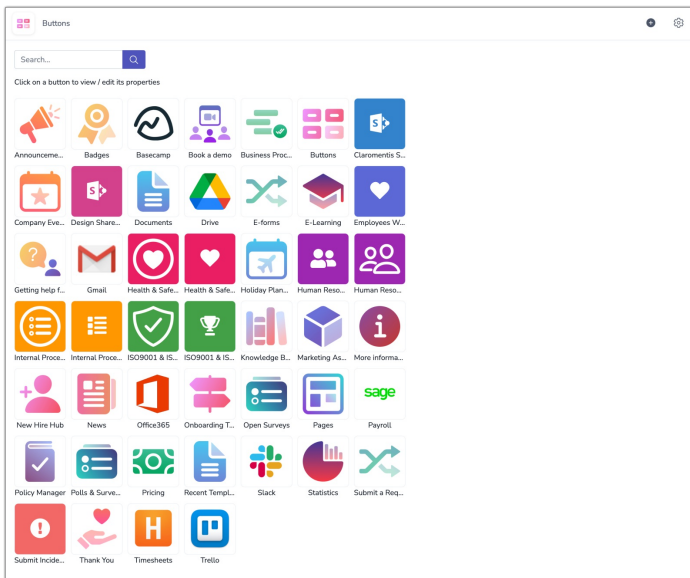 Buttons
Search...
Click on a button to view / edit its properties
S
Announceme... Badges Basecamp Book a demo Business Proc... Buttons Claromentis S...
S
Company Eve... Design Share... Documents Drive E-forms E-Learning Employees W...
?
Getting help f... Gmail Health & Safe... Health & Safe... Holiday Plan... Human Reso... Human Reso...
i
Internal Proce... Internal Proce... ISO9001 & IS... ISO9001 & IS... Knowledge B... Marketing As... More informa...
sage
New Hire Hub News Office365 Onboarding T... Open Surveys Pages Payroll
Policy Manager Polls & Surve... Pricing Recent Templ... Slack Statistics Submit a Req...
! H
Submit Incide... Thank You Timesheets Trello